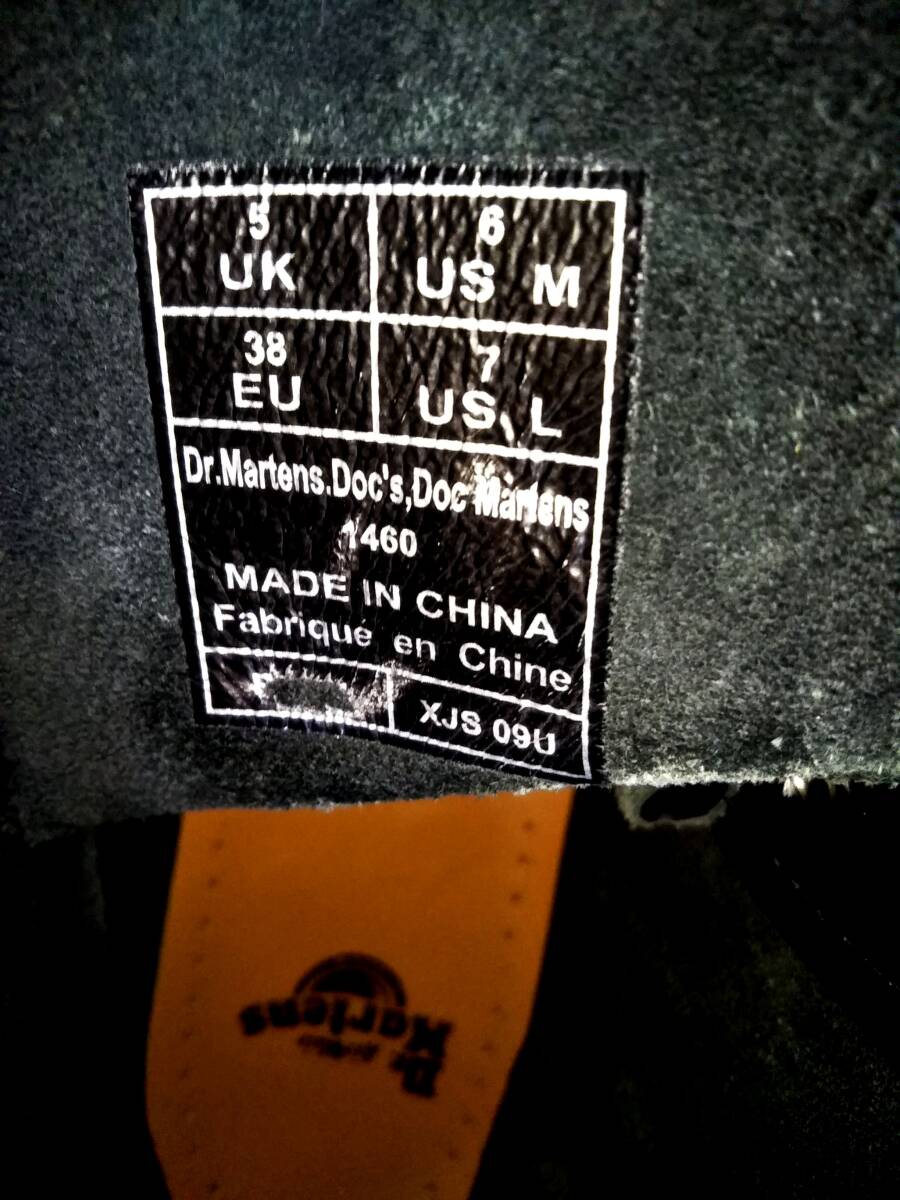 5
UK
6
US M
38
EU
7
US L
Dr.Martens.Doc's,Doc Martens
1460
MADE IN CHINA
Fabriqué en Chine
XJS 09U
Dr.
Martens